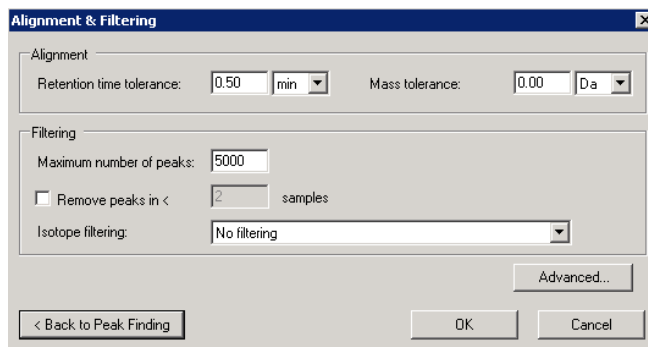 Alignment & Filtering
Alignment
Retention time tolerance: 0.50 min Mass tolerance: 0.00 Da
Filtering
Maximum number of peaks: 5000
Remove peaks in < 2 samples
Isotope filtering: No filtering
Advanced...
< Back to Peak Finding OK Cancel